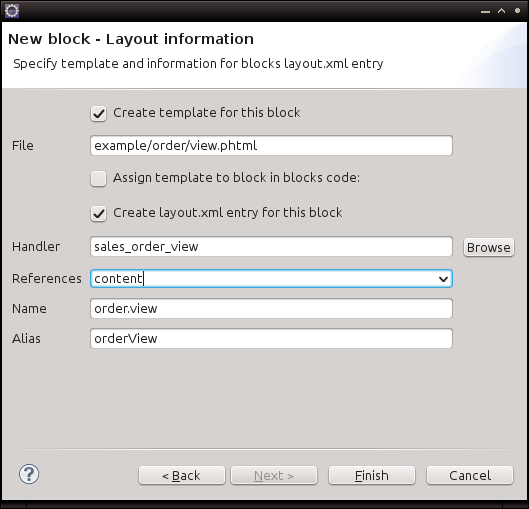 New block - Layout information
Specify template and information for blocks layout.xml entry
Create template for this block
File example/order/view.phtml
Assign template to block in blocks code:
Create layout.xml entry for this block
Handler sales_order_view Browse
References content
Name order.view
Alias orderView
? < Back Next > Finish Cancel